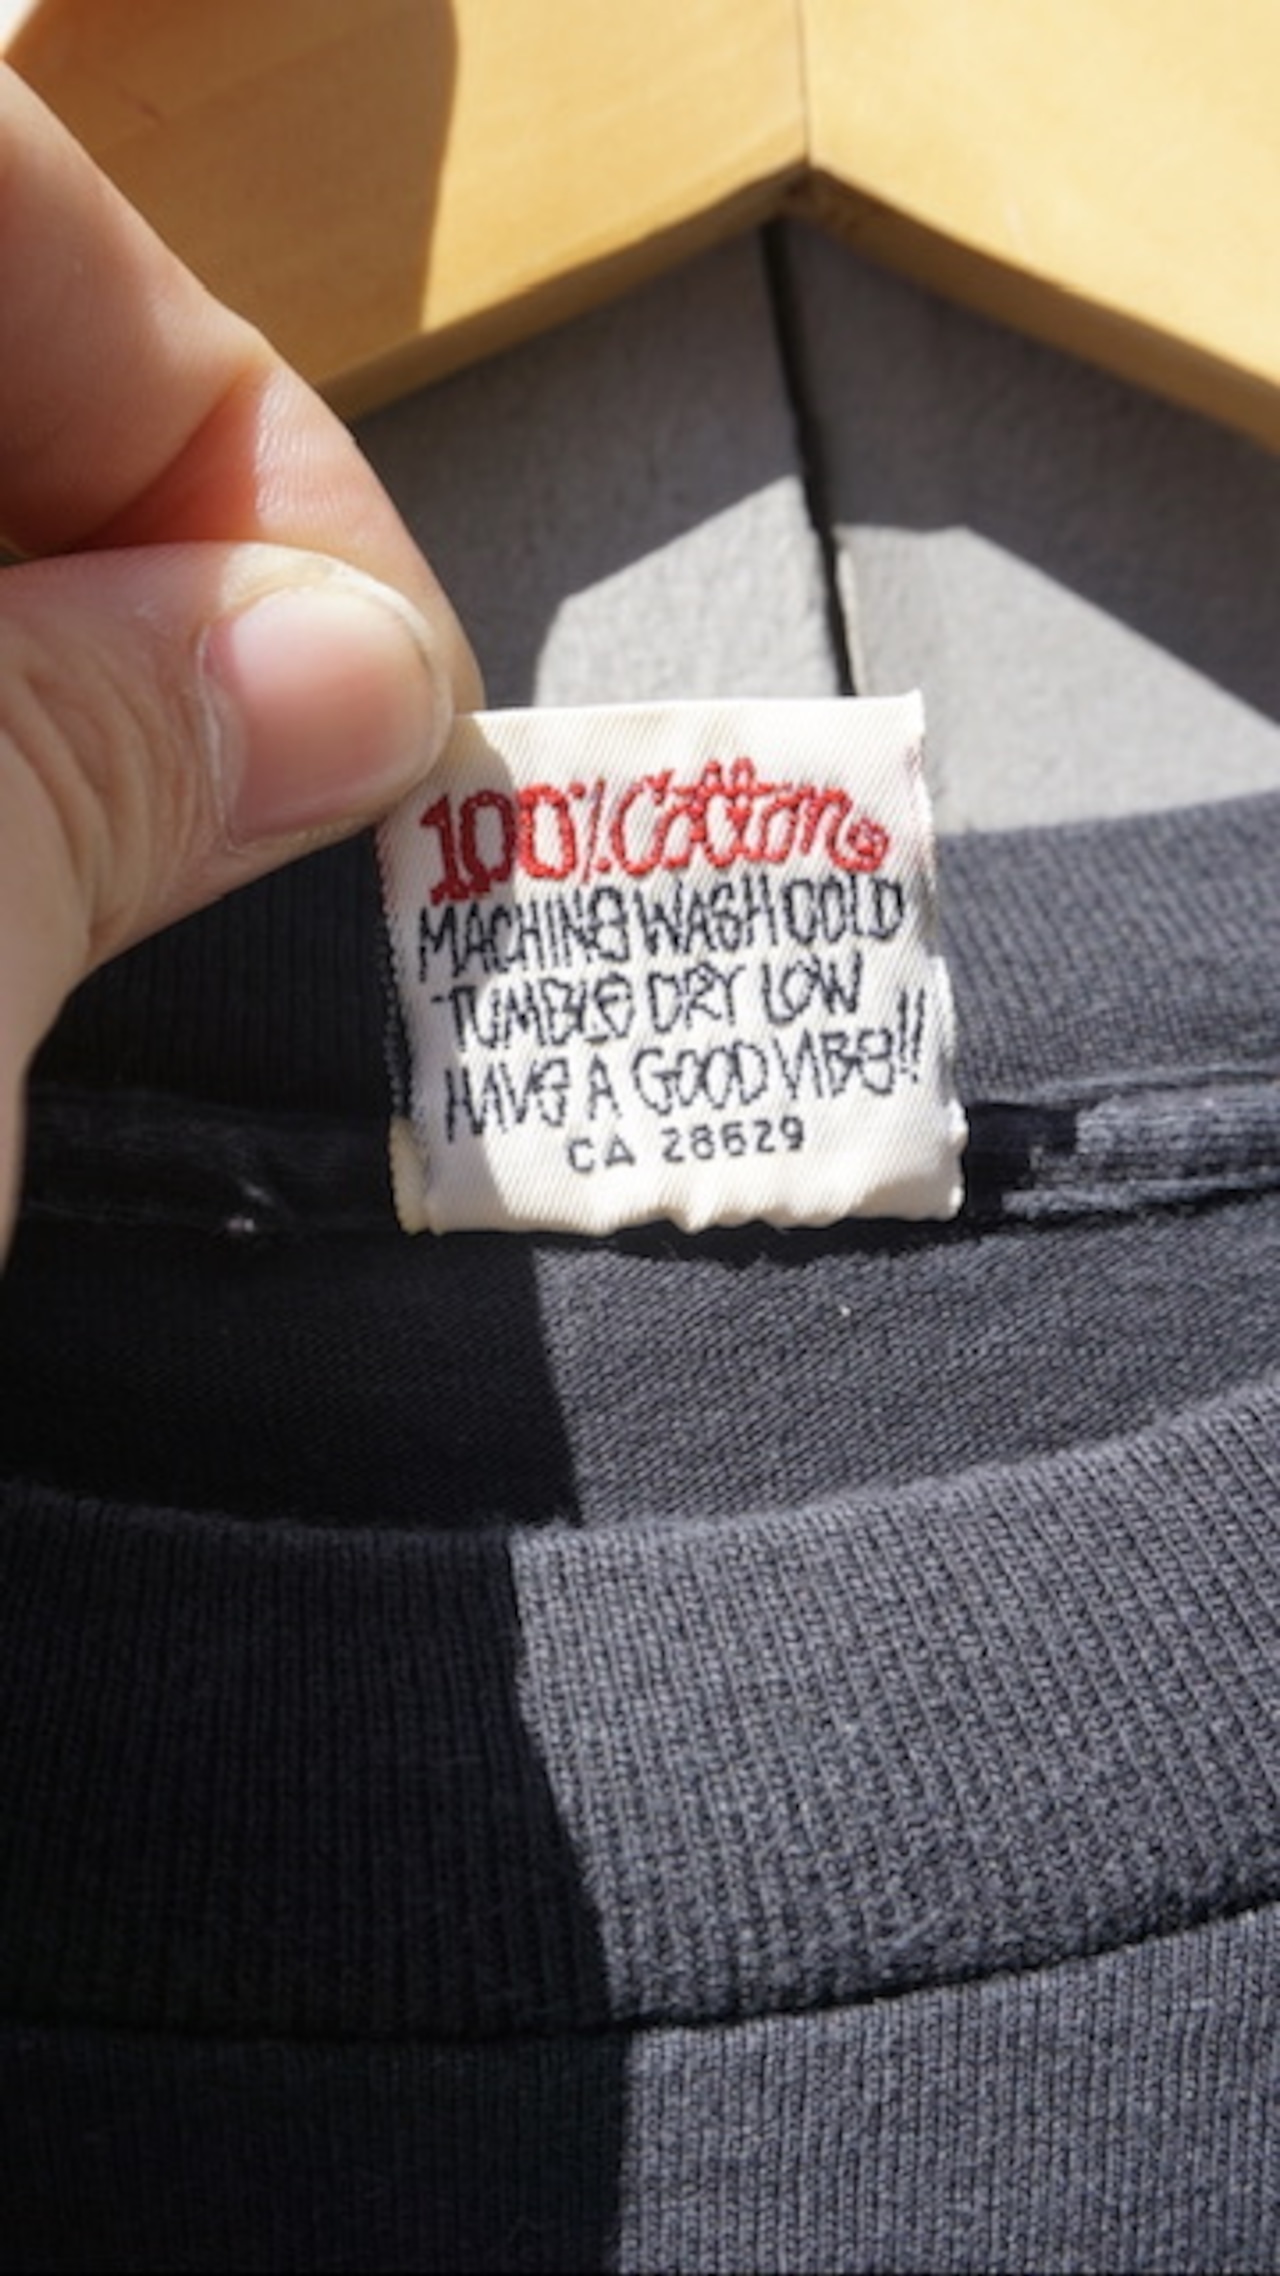 100% Cotton
MACHINE WASH COLD
TUMBLE DRY LOW
HAVE A GOOD VIBE!!
CA 28629